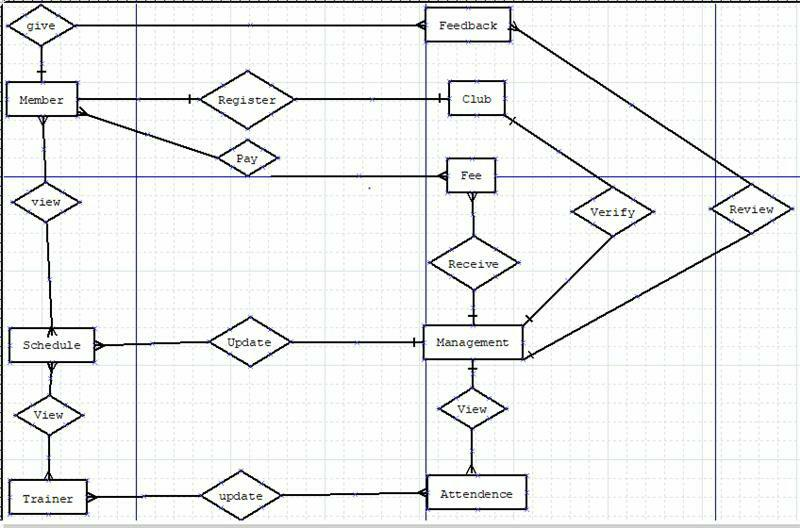 give
Feedback
Member
Register
Club
Pay
Fee
view
Verify
Review
Receive
Schedule
Update
Management
View
View
Trainer
update
Attendence